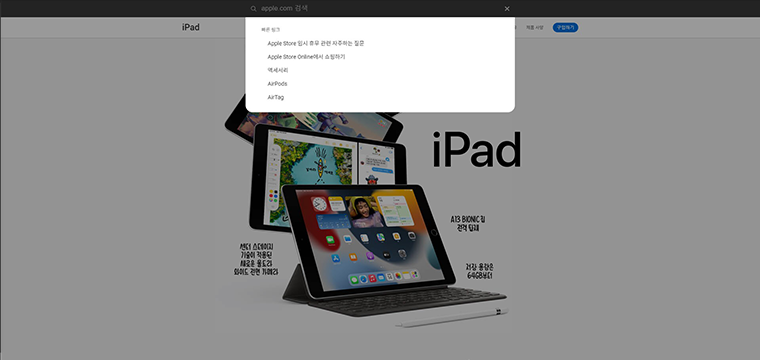 apple.com 검색
iPad
제품 사양
구입하기
빠른 링크
Apple Store 임시 휴무 관련 자주하는 질문
Apple Store Online에서 쇼핑하기
액세서리
AirPods
AirTag
iPad
A13 BIONIC 칩
전격 탑재
센터 스테이지
기술이 적용된
새로운 울트라
와이드 전면 카메라
저장 용량은
64GB부터